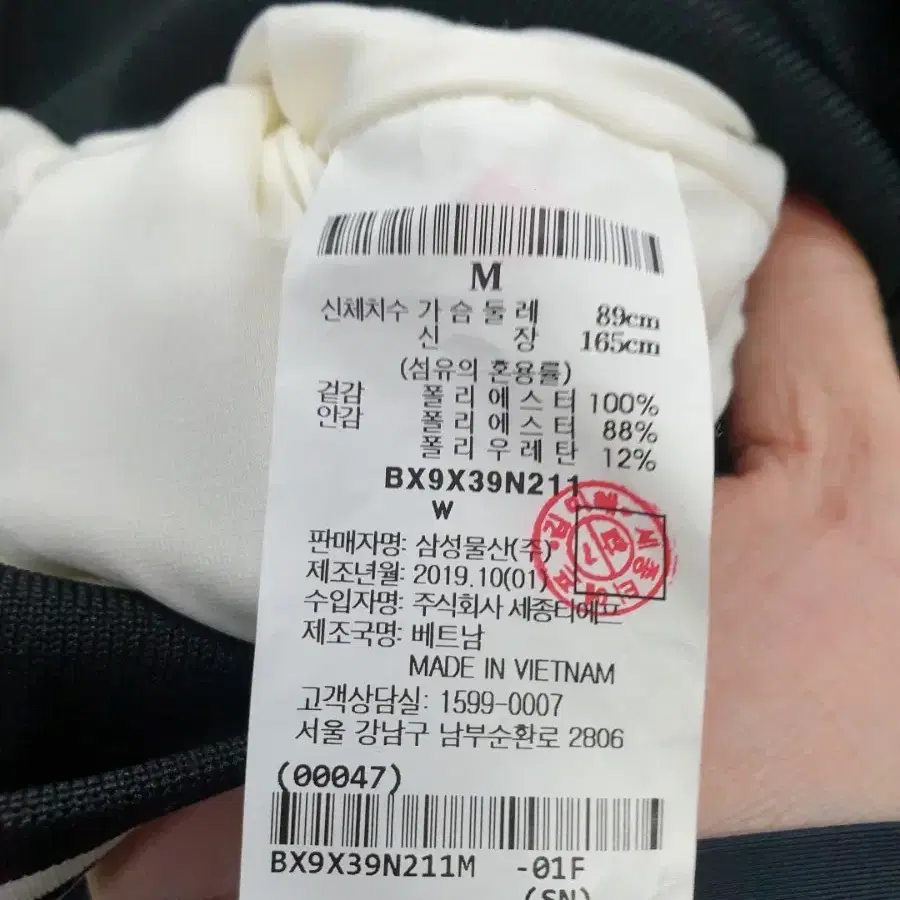 M
신체치수 가 슴 둘 레 89cm
신 장 165cm
(섬유의 혼용률)
겉감 폴 리 에 스 터 100%
안감 폴 리 에 스 터 88%
폴 리 우 레 탄 12%
BX9X39N211
W
판매자명: 삼성물산(주)
제조년월: 2019.10(01)
수입자명: 주식회사 세종티에프
제조국명: 베트남
MADE IN VIETNAM
고객상담실: 1599-0007
서울 강남구 남부순환로 2806
(00047)
BX9X39N211M -01F
(SN)